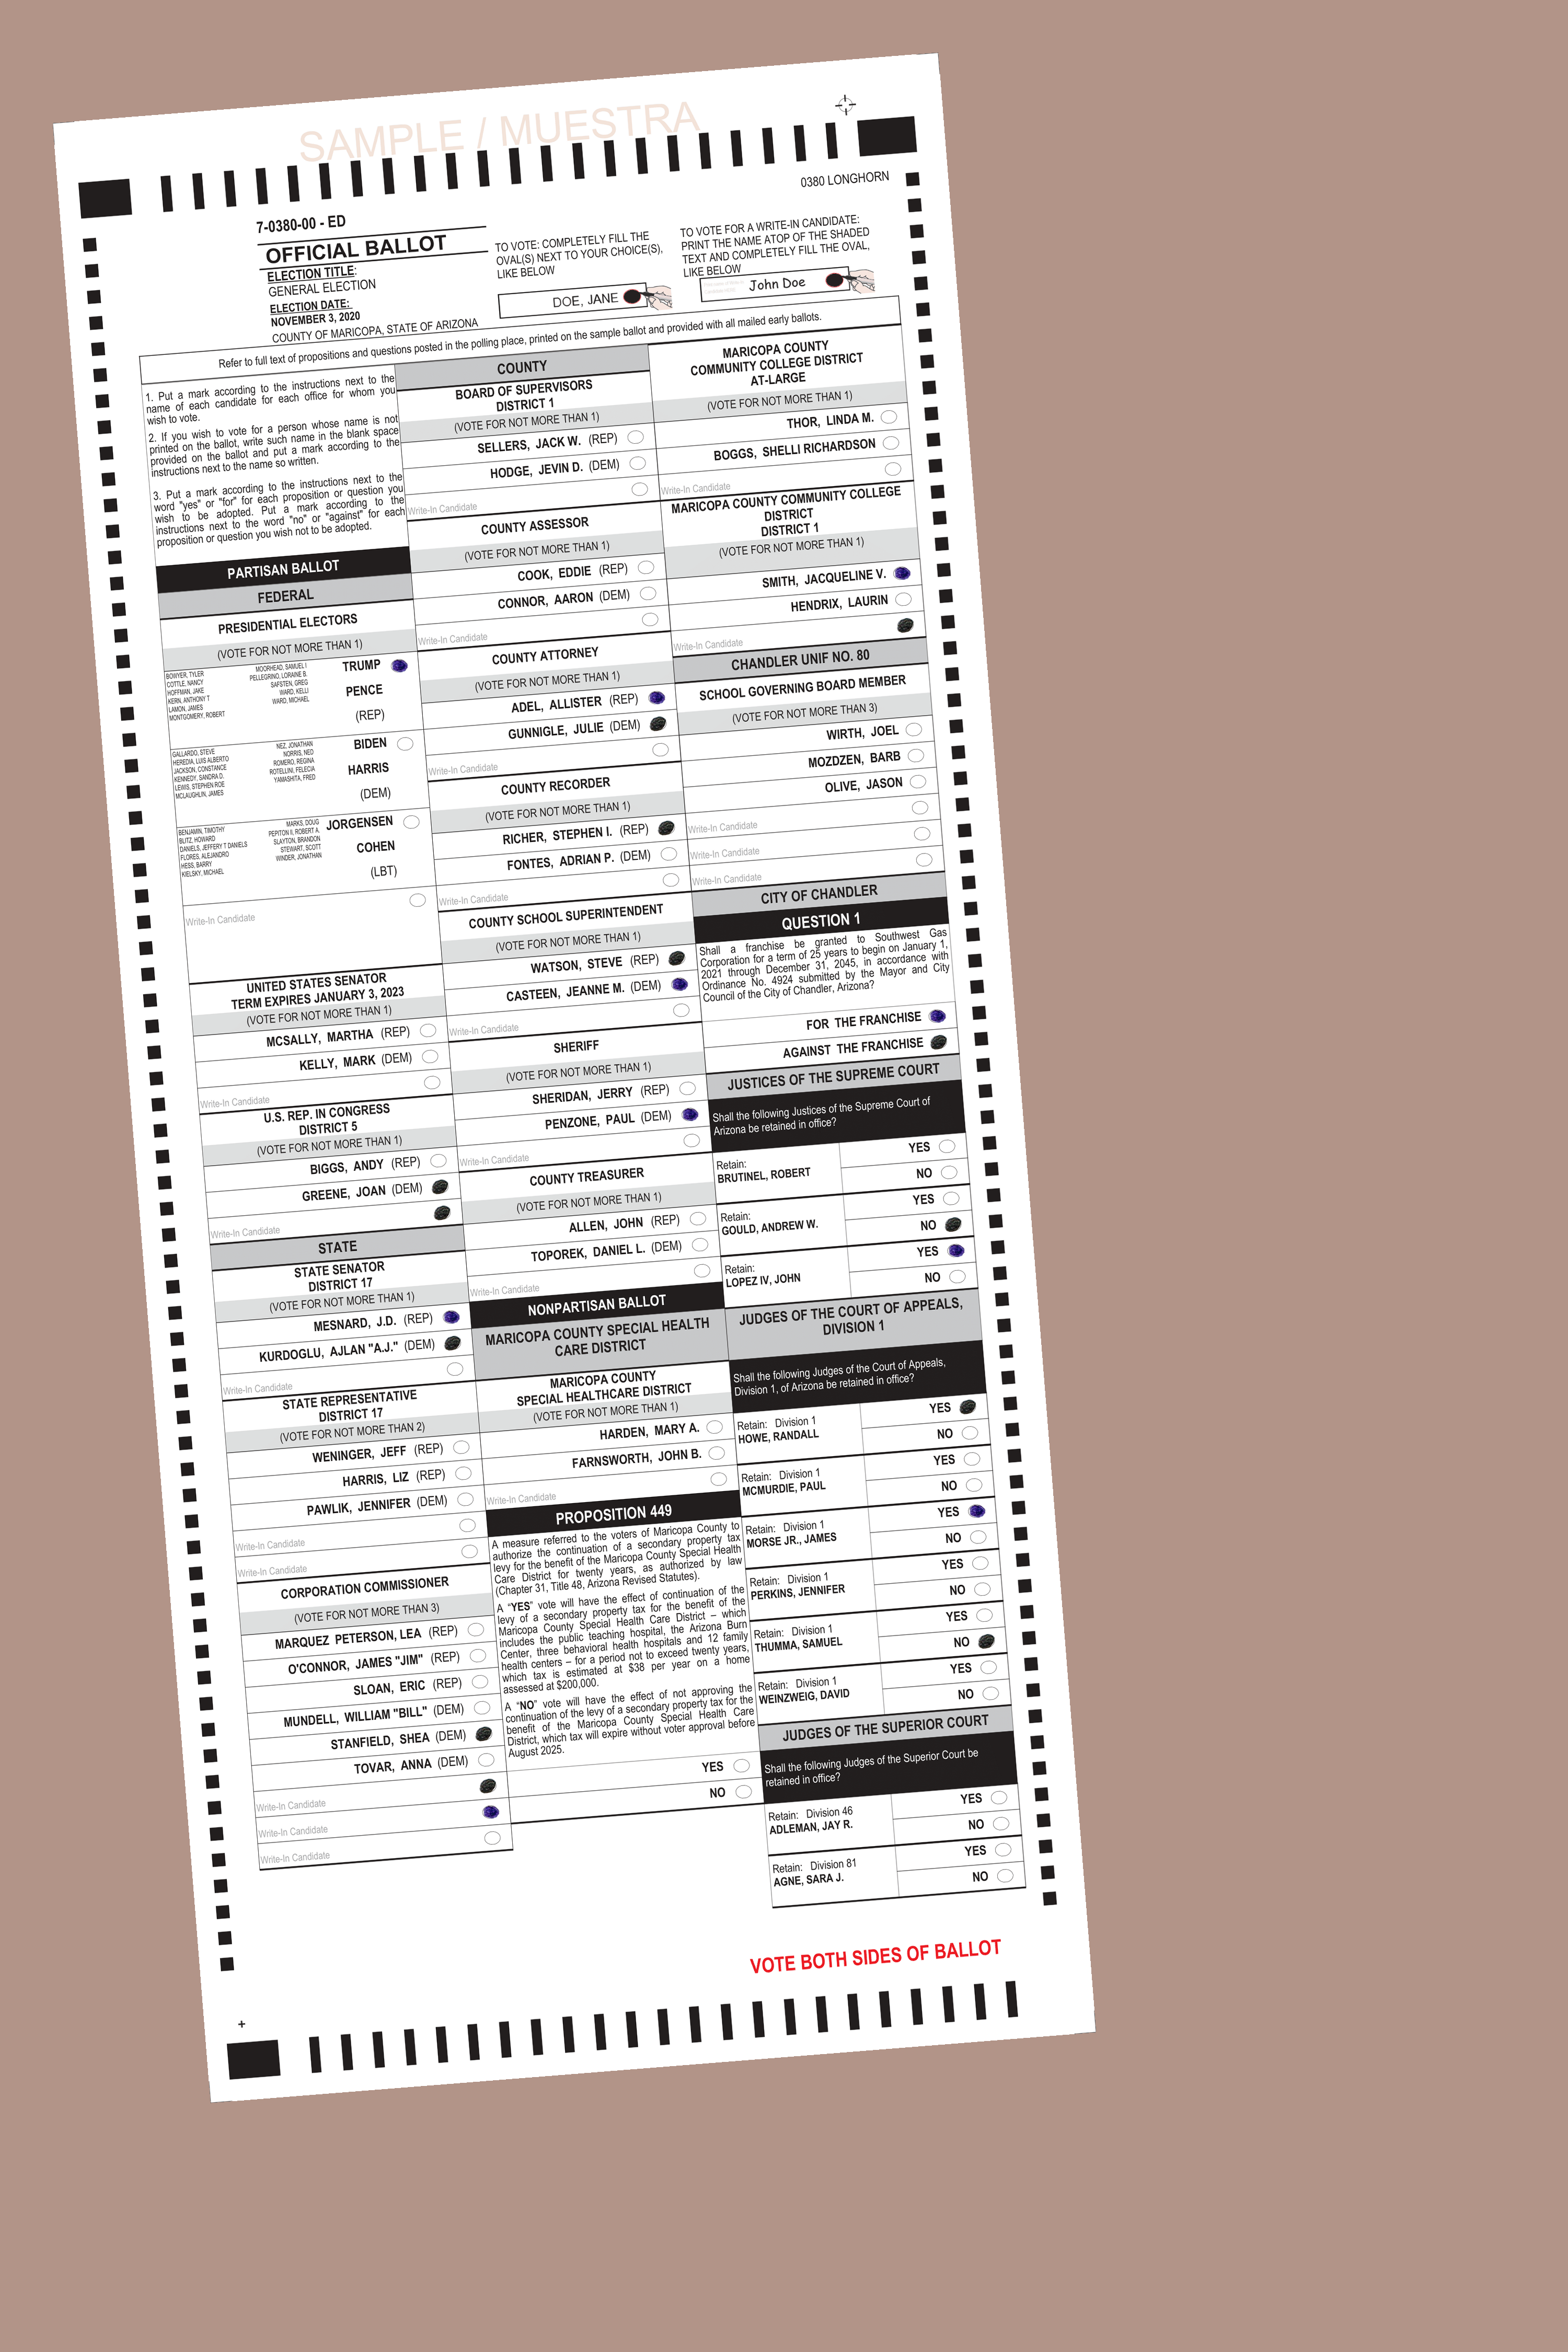 SAMPLE / MUESTRA
0380 LONGHORN
7-0380-00 - ED
OFFICIAL BALLOT
ELECTION TITLE:
GENERAL ELECTION
ELECTION DATE:
NOVEMBER 3, 2020
COUNTY OF MARICOPA, STATE OF ARIZONA
TO VOTE: COMPLETELY FILL THE
OVAL(S) NEXT TO YOUR CHOICE(S),
LIKE BELOW
DOE, JANE
TO VOTE FOR A WRITE-IN CANDIDATE:
PRINT THE NAME ATOP OF THE SHADED
TEXT AND COMPLETELY FILL THE OVAL,
LIKE BELOW
John Doe
Refer to full text of propositions and questions posted in the polling place, printed on the sample ballot and provided with all mailed early ballots.
1. Put a mark according to the instructions next to the
name of each candidate for each office for whom you
wish to vote.
2. If you wish to vote for a person whose name is not
printed on the ballot, write such name in the blank space
provided on the ballot and put a mark according to the
instructions next to the name so written.
3. Put a mark according to the instructions next to the
word "yes" or "for" for each proposition or question you
wish to be adopted. Put a mark according to the
instructions next to the word "no" or "against" for each
proposition or question you wish not to be adopted.
PARTISAN BALLOT
FEDERAL
PRESIDENTIAL ELECTORS
(VOTE FOR NOT MORE THAN 1)
BOWYER, TYLER
COTTLE, NANCY
HOFFMAN, JAKE
KERN, ANTHONY T
LAMON, JAMES
MONTGOMERY, ROBERT
MOORHEAD, SAMUEL I
PELLEGRINO, LORAINE B.
SAFSTEN, GREG
WARD, KELLI
WARD, MICHAEL
TRUMP
PENCE
(REP)
GALLARDO, STEVE
HEREDIA, LUIS ALBERTO
JACKSON, CONSTANCE
KENNEDY, SANDRA D.
LEWIS, STEPHEN ROE
MCLAUGHLIN, JAMES
NEZ, JONATHAN
NORRIS, NED
ROMERO, REGINA
ROTELLINI, FELECIA
YAMASHITA, FRED
BIDEN
HARRIS
(DEM)
BENJAMIN, TIMOTHY
BLITZ, HOWARD
DANIELS, JEFFERY T DANIELS
FLORES, ALEJANDRO
HESS, BARRY
KIELSKY, MICHAEL
MARKS, DOUG
PEPITON II, ROBERT A.
SLAYTON, BRANDON
STEWART, SCOTT
WINDER, JONATHAN
JORGENSEN
COHEN
(LBT)
Write-In Candidate
UNITED STATES SENATOR
TERM EXPIRES JANUARY 3, 2023
(VOTE FOR NOT MORE THAN 1)
MCSALLY, MARTHA (REP)
KELLY, MARK (DEM)
Write-In Candidate
U.S. REP. IN CONGRESS
DISTRICT 5
(VOTE FOR NOT MORE THAN 1)
BIGGS, ANDY (REP)
GREENE, JOAN (DEM)
Write-In Candidate
STATE
STATE SENATOR
DISTRICT 17
(VOTE FOR NOT MORE THAN 1)
MESNARD, J.D. (REP)
KURDOGLU, AJLAN "A.J." (DEM)
Write-In Candidate
STATE REPRESENTATIVE
DISTRICT 17
(VOTE FOR NOT MORE THAN 2)
WENINGER, JEFF (REP)
HARRIS, LIZ (REP)
PAWLIK, JENNIFER (DEM)
Write-In Candidate
Write-In Candidate
CORPORATION COMMISSIONER
(VOTE FOR NOT MORE THAN 3)
MARQUEZ PETERSON, LEA (REP)
O'CONNOR, JAMES "JIM" (REP)
SLOAN, ERIC (REP)
MUNDELL, WILLIAM "BILL" (DEM)
STANFIELD, SHEA (DEM)
TOVAR, ANNA (DEM)
Write-In Candidate
Write-In Candidate
Write-In Candidate
COUNTY
BOARD OF SUPERVISORS
DISTRICT 1
(VOTE FOR NOT MORE THAN 1)
SELLERS, JACK W. (REP)
HODGE, JEVIN D. (DEM)
Write-In Candidate
COUNTY ASSESSOR
(VOTE FOR NOT MORE THAN 1)
COOK, EDDIE (REP)
CONNOR, AARON (DEM)
Write-In Candidate
COUNTY ATTORNEY
(VOTE FOR NOT MORE THAN 1)
ADEL, ALLISTER (REP)
GUNNIGLE, JULIE (DEM)
Write-In Candidate
COUNTY RECORDER
(VOTE FOR NOT MORE THAN 1)
RICHER, STEPHEN I. (REP)
FONTES, ADRIAN P. (DEM)
Write-In Candidate
COUNTY SCHOOL SUPERINTENDENT
(VOTE FOR NOT MORE THAN 1)
WATSON, STEVE (REP)
CASTEEN, JEANNE M. (DEM)
Write-In Candidate
SHERIFF
(VOTE FOR NOT MORE THAN 1)
SHERIDAN, JERRY (REP)
PENZONE, PAUL (DEM)
Write-In Candidate
COUNTY TREASURER
(VOTE FOR NOT MORE THAN 1)
ALLEN, JOHN (REP)
TOPOREK, DANIEL L. (DEM)
Write-In Candidate
NONPARTISAN BALLOT
MARICOPA COUNTY SPECIAL HEALTH
CARE DISTRICT
MARICOPA COUNTY
SPECIAL HEALTHCARE DISTRICT
(VOTE FOR NOT MORE THAN 1)
HARDEN, MARY A.
FARNSWORTH, JOHN B.
Write-In Candidate
PROPOSITION 449
A measure referred to the voters of Maricopa County to
authorize the continuation of a secondary property tax
levy for the benefit of the Maricopa County Special Health
Care District for twenty years, as authorized by law
(Chapter 31, Title 48, Arizona Revised Statutes).
A “YES” vote will have the effect of continuation of the
levy of a secondary property tax for the benefit of the
Maricopa County Special Health Care District – which
includes the public teaching hospital, the Arizona Burn
Center, three behavioral health hospitals and 12 family
health centers – for a period not to exceed twenty years,
which tax is estimated at $38 per year on a home
assessed at $200,000.
A “NO” vote will have the effect of not approving the
continuation of the levy of a secondary property tax for the
benefit of the Maricopa County Special Health Care
District, which tax will expire without voter approval before
August 2025.
YES
NO
MARICOPA COUNTY
COMMUNITY COLLEGE DISTRICT
AT-LARGE
(VOTE FOR NOT MORE THAN 1)
THOR, LINDA M.
BOGGS, SHELLI RICHARDSON
Write-In Candidate
MARICOPA COUNTY COMMUNITY COLLEGE
DISTRICT
DISTRICT 1
(VOTE FOR NOT MORE THAN 1)
SMITH, JACQUELINE V.
HENDRIX, LAURIN
Write-In Candidate
CHANDLER UNIF NO. 80
SCHOOL GOVERNING BOARD MEMBER
(VOTE FOR NOT MORE THAN 3)
WIRTH, JOEL
MOZDZEN, BARB
OLIVE, JASON
Write-In Candidate
Write-In Candidate
Write-In Candidate
CITY OF CHANDLER
QUESTION 1
Shall a franchise be granted to Southwest Gas
Corporation for a term of 25 years to begin on January 1,
2021 through December 31, 2045, in accordance with
Ordinance No. 4924 submitted by the Mayor and City
Council of the City of Chandler, Arizona?
FOR THE FRANCHISE
AGAINST THE FRANCHISE
JUSTICES OF THE SUPREME COURT
Shall the following Justices of the Supreme Court of
Arizona be retained in office?
Retain:
BRUTINEL, ROBERT
YES
NO
Retain:
GOULD, ANDREW W.
YES
NO
Retain:
LOPEZ IV, JOHN
YES
NO
JUDGES OF THE COURT OF APPEALS,
DIVISION 1
Shall the following Judges of the Court of Appeals,
Division 1, of Arizona be retained in office?
Retain: Division 1
HOWE, RANDALL
YES
NO
Retain: Division 1
MCMURDIE, PAUL
YES
NO
Retain: Division 1
MORSE JR., JAMES
YES
NO
Retain: Division 1
PERKINS, JENNIFER
YES
NO
Retain: Division 1
THUMMA, SAMUEL
YES
NO
Retain: Division 1
WEINZWEIG, DAVID
YES
NO
JUDGES OF THE SUPERIOR COURT
Shall the following Judges of the Superior Court be
retained in office?
Retain: Division 46
ADLEMAN, JAY R.
YES
NO
Retain: Division 81
AGNE, SARA J.
YES
NO
VOTE BOTH SIDES OF BALLOT